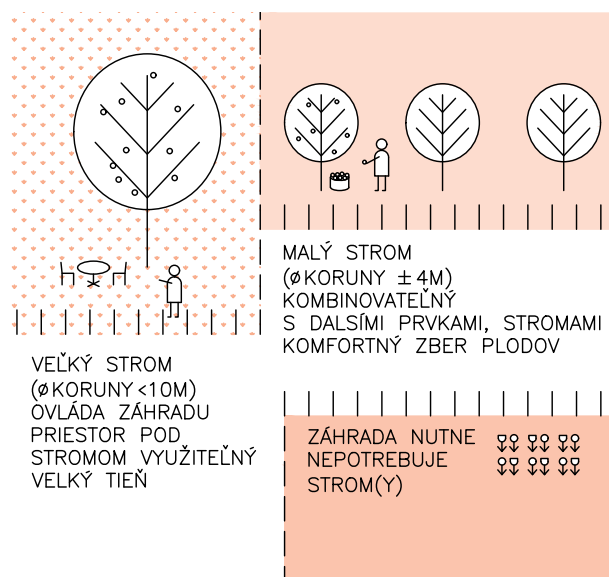 MALÝ STROM
(øKORUNY ±4M)
KOMBINOVATEĽNÝ
S DALSÍMI PRVKAMI, STROMAMI
KOMFORTNÝ ZBER PLODOV
VEĽKÝ STROM
(øKORUNY<10M)
OVLÁDA ZÁHRADU
PRIESTOR POD
STROMOM VYUŽITEĽNÝ
VELKÝ TIEŇ
ZÁHRADA NUTNE
NEPOTREBUJE
STROM(Y)